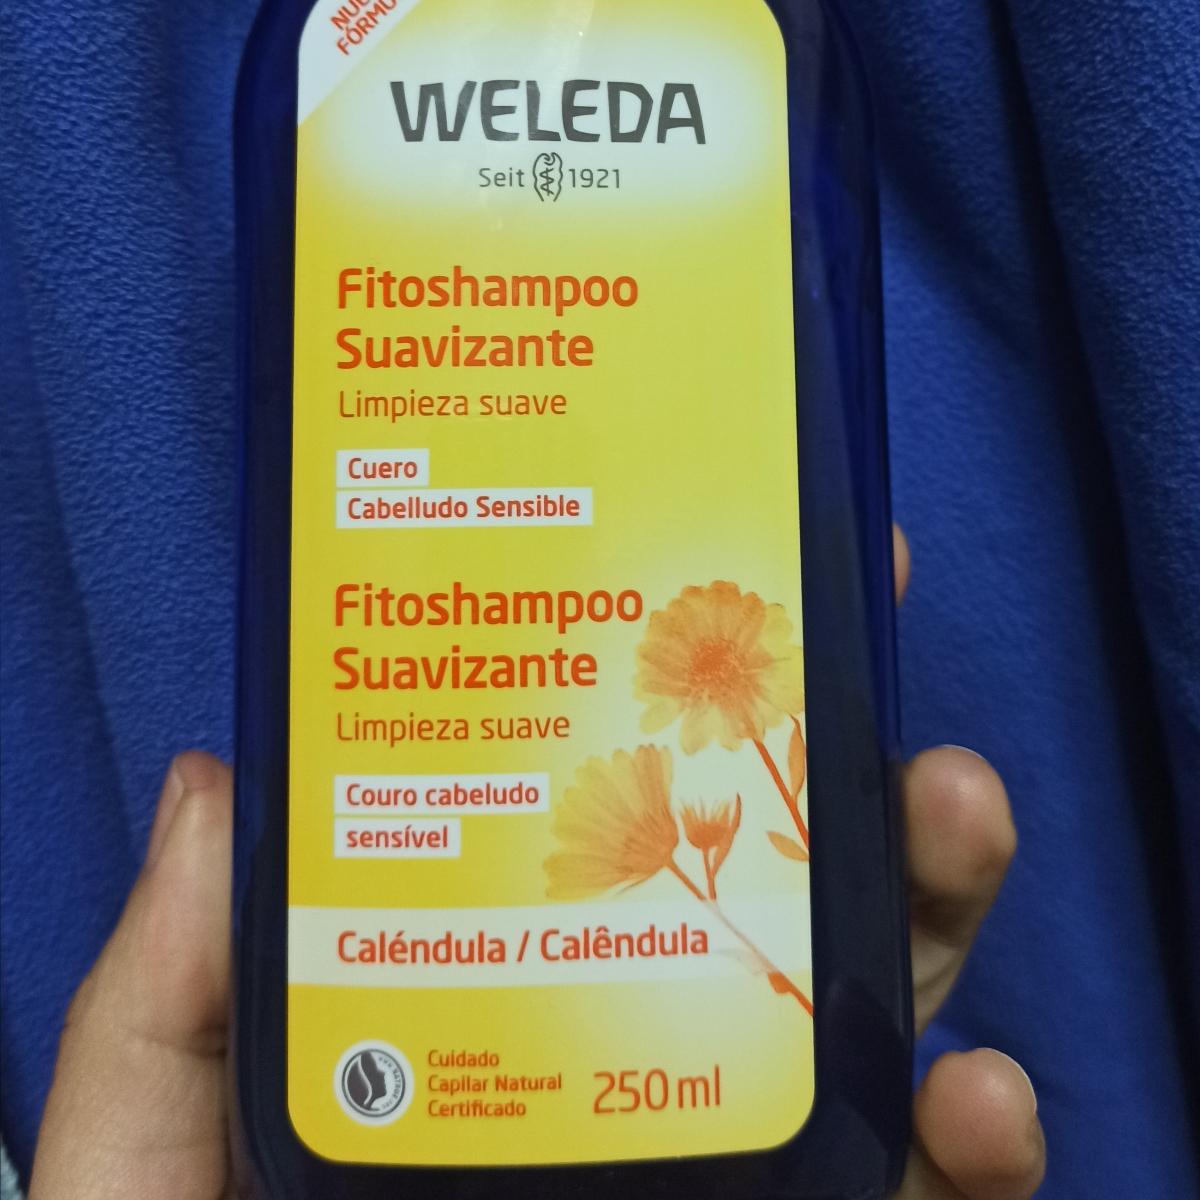 WELEDA
Seit 1921
Fitoshampoo
Suavizante
Limpieza suave
Cuero
Cabelludo Sensible
Fitoshampoo
Suavizante
Limpieza suave
Couro cabeludo
sensível
Caléndula / Calêndula
Cuidado
Capilar Natural
Certificado
250 ml